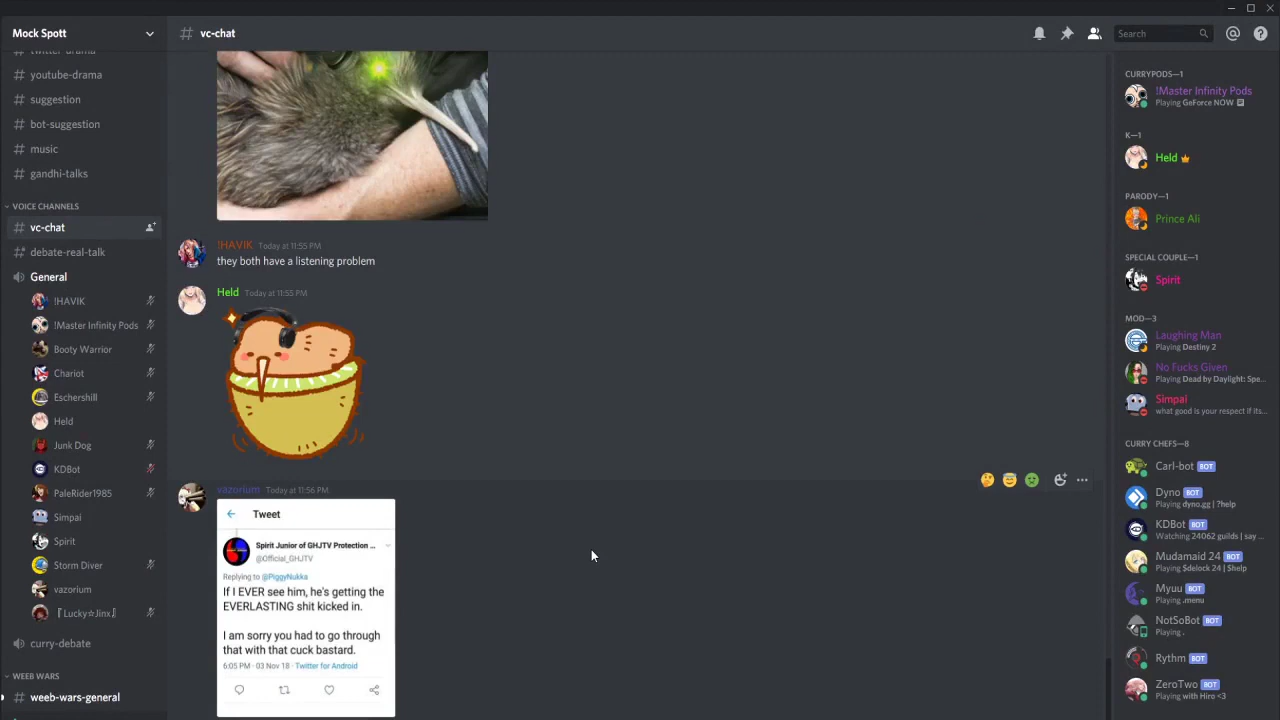 Mock Spott
# vc-chat
Search
twitter-drama
# youtube-drama
# suggestion
# bot-suggestion
# music
# gandhi-talks
VOICE CHANNELS
# vc-chat
# debate-real-talk
General
!HAVIK
!Master Infinity Pods
Booty Warrior
Chariot
Eschershill
Held
Junk Dog
KDBot
PaleRider1985
Simpai
Spirit
Storm Diver
vazorium
『Lucky☆Jinx』
curry-debate
WEEB WARS
# weeb-wars-general
!HAVIK Today at 11:55 PM
they both have a listening problem
Held Today at 11:55 PM
vazorium Today at 11:56 PM
Tweet
Spirit Junior of GHJTV Protection ...
@Official_GHJTV
Replying to @PiggyNukka
If I EVER see him, he's getting the
EVERLASTING shit kicked in.
I am sorry you had to go through
that with that cuck bastard.
6:05 PM · 03 Nov 18 · Twitter for Android
CURRYPODS—1
!Master Infinity Pods
Playing GeForce NOW
K—1
Held
PARODY—1
Prince Ali
SPECIAL COUPLE—1
Spirit
MOD—3
Laughing Man
Playing Destiny 2
No Fucks Given
Playing Dead by Daylight: Spe...
Simpai
what good is your respect If its...
CURRY CHEFS—8
Carl-bot BOT
Dyno BOT
Playing dyno.gg | ?help
KDBot BOT
Watching 24062 guilds | say ...
Mudamaid 24 BOT
Playing $delock 24 | $help
Myuu BOT
Playing .menu
NotSoBot BOT
Playing .
Rythm BOT
ZeroTwo BOT
Playing with Hiro <3